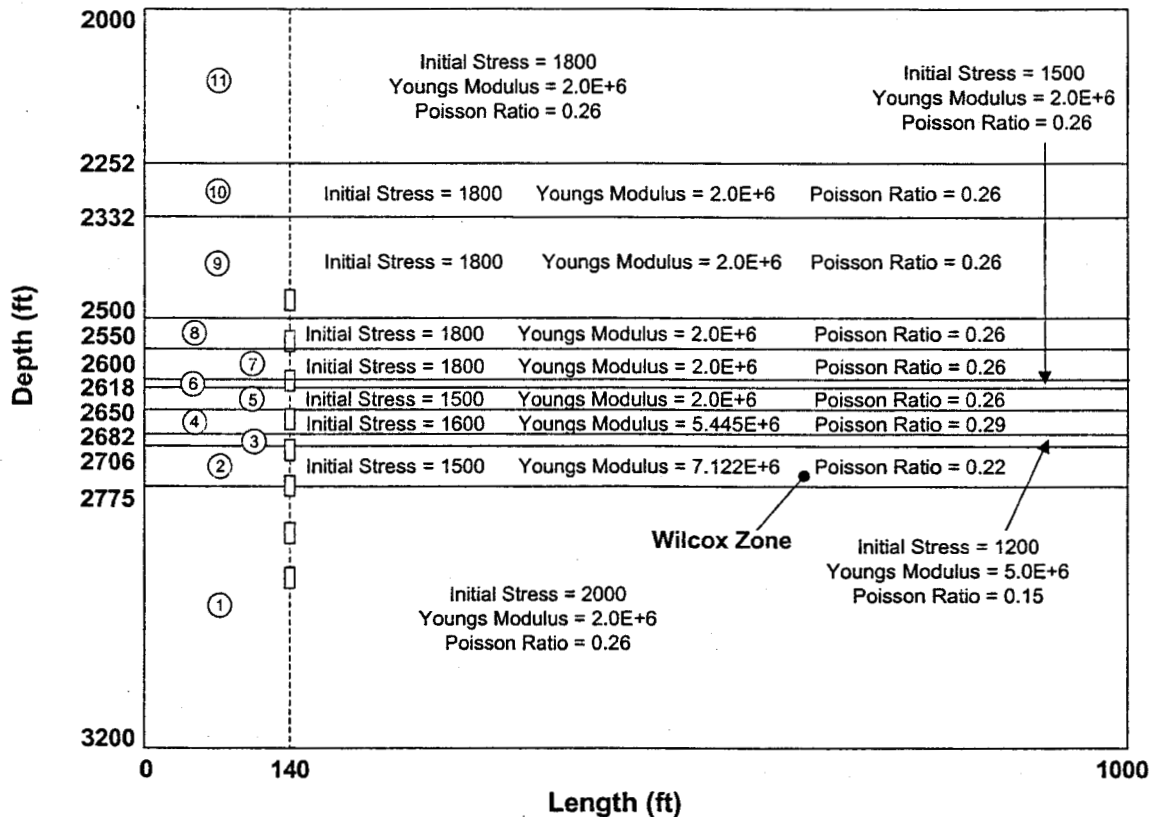 2000
⑪
Initial Stress = 1800
Youngs Modulus = 2.0E+6
Poisson Ratio = 0.26
Initial Stress = 1500
Youngs Modulus = 2.0E+6
Poisson Ratio = 0.26
2252
⑩ Initial Stress = 1800 Youngs Modulus = 2.0E+6 Poisson Ratio = 0.26
2332
⑨ Initial Stress = 1800 Youngs Modulus = 2.0E+6 Poisson Ratio = 0.26
2500
⑧ Initial Stress = 1800 Youngs Modulus = 2.0E+6 Poisson Ratio = 0.26
2550
⑦ Initial Stress = 1800 Youngs Modulus = 2.0E+6 Poisson Ratio = 0.26
2600
⑥
2618
⑤ Initial Stress = 1500 Youngs Modulus = 2.0E+6 Poisson Ratio = 0.26
2650
④ Initial Stress = 1600 Youngs Modulus = 5.445E+6 Poisson Ratio = 0.29
2682
③
2706
② Initial Stress = 1500 Youngs Modulus = 7.122E+6 Poisson Ratio = 0.22
2775
Wilcox Zone
Initial Stress = 1200
Youngs Modulus = 5.0E+6
Poisson Ratio = 0.15
①
Initial Stress = 2000
Youngs Modulus = 2.0E+6
Poisson Ratio = 0.26
3200
Depth (ft)
0 140 1000
Length (ft)